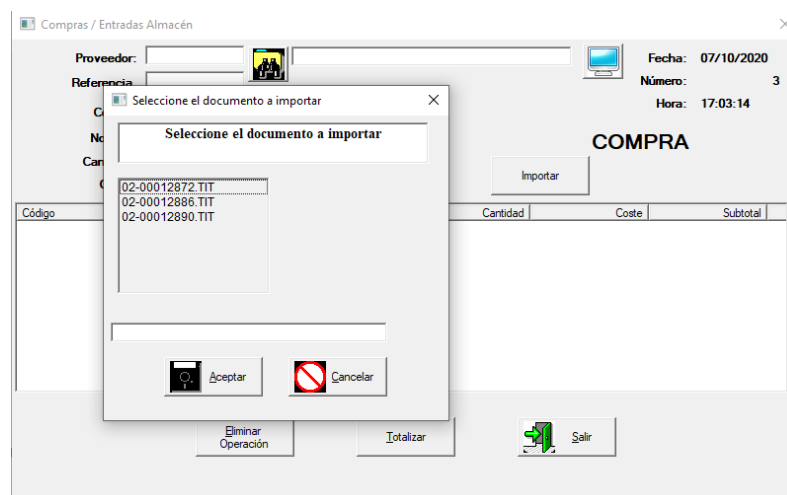 Compras / Entradas Almacén
Proveedor:
Fecha: 07/10/2020
Referencia
Número: 3
Hora: 17:03:14
COMPRA
Importar
Seleccione el documento a importar
Seleccione el documento a importar
02-00012872.TIT
02-00012886.TIT
02-00012890.TIT
Código Cantidad Coste Subtotal
Aceptar Cancelar
Eliminar
Operación
Totalizar
Salir